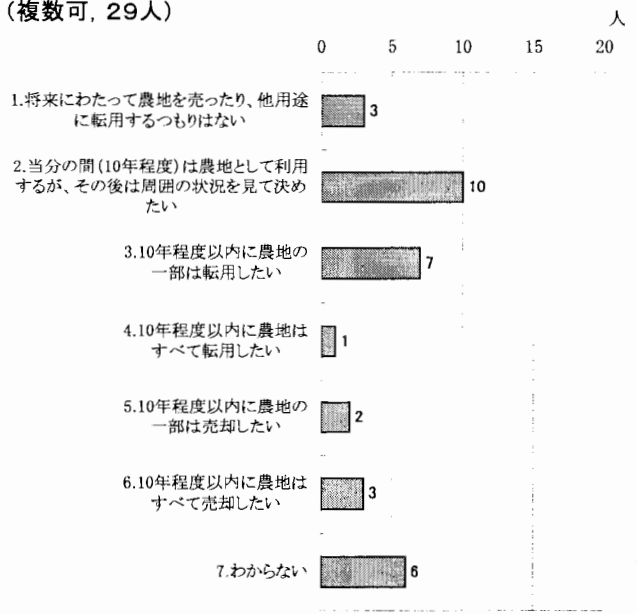 (複数可, 29人)
人
0 5 10 15 20
1.将来にわたって農地を売ったり、他用途
に転用するつもりはない
3
2.当分の間(10年程度)は農地として利用
するが、その後は周囲の状況を見て決め
たい
10
3.10年程度以内に農地の
一部は転用したい
7
4.10年程度以内に農地は
すべて転用したい
1
5.10年程度以内に農地の
一部は売却したい
2
6.10年程度以内に農地は
すべて売却したい
3
7.わからない
6